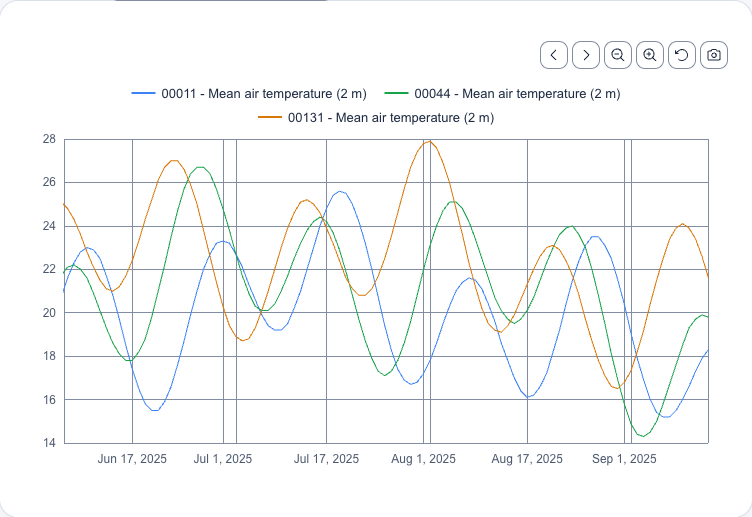 00011 - Mean air temperature (2 m) 00044 - Mean air temperature (2 m)
00131 - Mean air temperature (2 m)
28
26
24
22
20
18
16
14
Jun 17, 2025 Jul 1, 2025 Jul 17, 2025 Aug 1, 2025 Aug 17, 2025 Sep 1, 2025